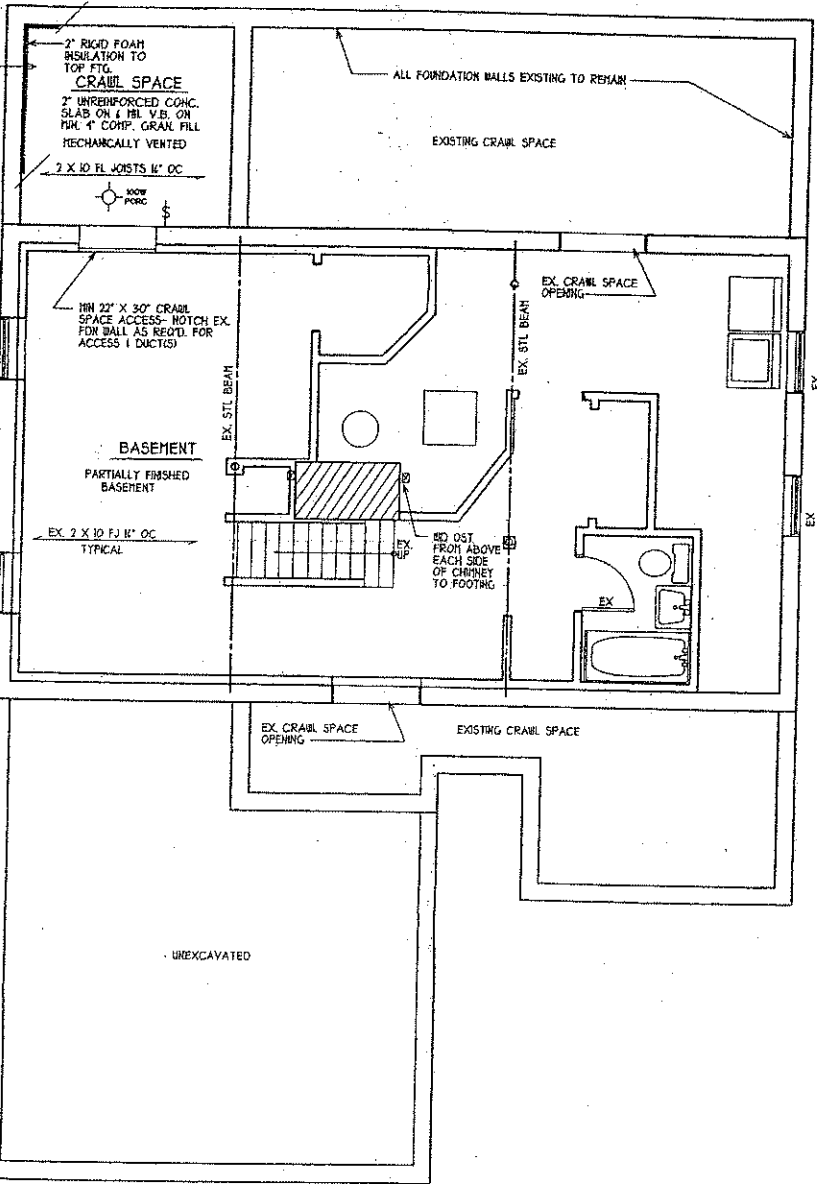 2" RIGID FOAM
INSULATION TO
TOP FTG.
CRAWL SPACE
2" UNREINFORCED CONC.
SLAB ON 6 MIL V.B. ON
MIN. 4" COMP. GRAN. FILL
MECHANICALLY VENTED
2 X 10 FL JOISTS 16" OC
100W
PORC
S
ALL FOUNDATION WALLS EXISTING TO REMAIN
EXISTING CRAWL SPACE
MIN 22" X 30" CRAWL
SPACE ACCESS- NOTCH EX.
FDN WALL AS REQ'D. FOR
ACCESS & DUCT(S)
EX. STL BEAM
EX. STL BEAM
EX. CRAWL SPACE
OPENING
EX
BASEMENT
PARTIALLY FINISHED
BASEMENT
EX. 2 X 10 FJ 16" OC
TYPICAL
EX.
UP
FROM ABOVE
EACH SIDE
OF CHIMNEY
TO FOOTING
EX
EX
EX. CRAWL SPACE
OPENING
EXISTING CRAWL SPACE
UNEXCAVATED